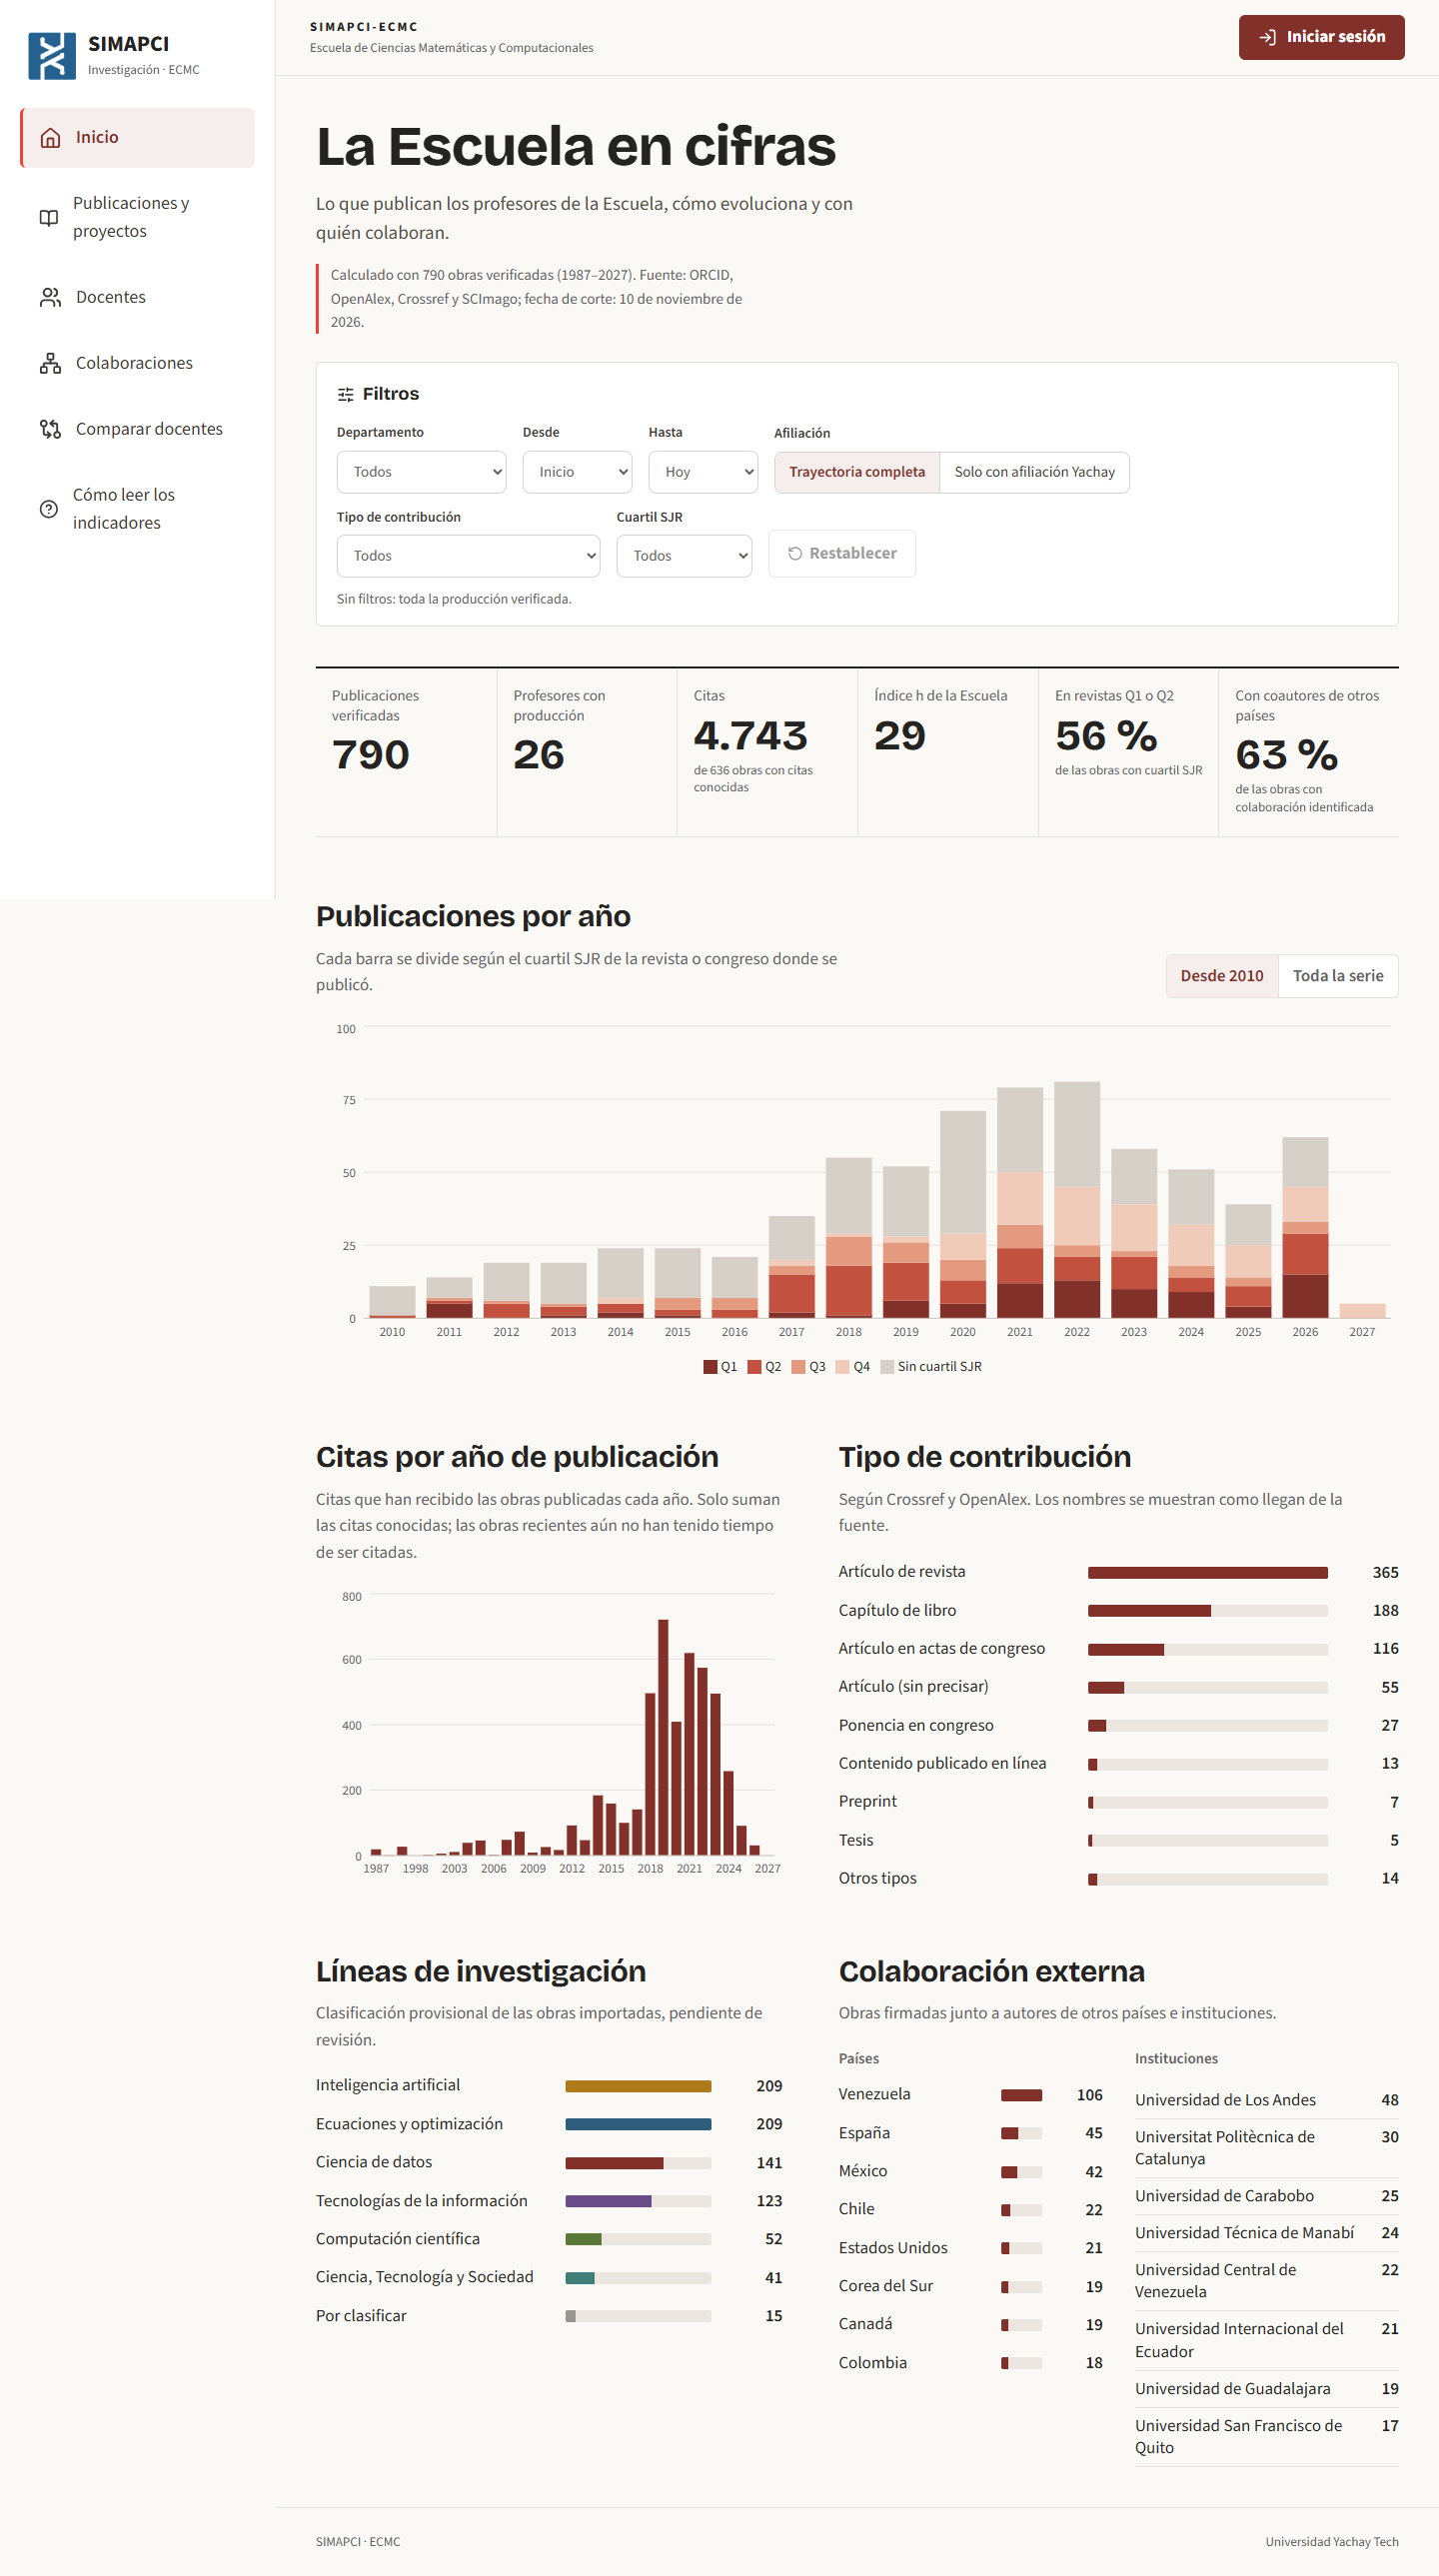 SIMAPCI
Investigación · ECMC
Inicio
Publicaciones y
proyectos
Docentes
Colaboraciones
Comparar docentes
Cómo leer los
indicadores
SIMAPCI-ECMC
Escuela de Ciencias Matemáticas y Computacionales
Iniciar sesión
La Escuela en cifras
Lo que publican los profesores de la Escuela, cómo evoluciona y con
quién colaboran.
Calculado con 790 obras verificadas (1987–2027). Fuente: ORCID,
OpenAlex, Crossref y SCImago; fecha de corte: 10 de noviembre de
2026.
Filtros
Departamento Desde Hasta Afiliación
Todos Inicio Hoy Trayectoria completa Solo con afiliación Yachay
Tipo de contribución Cuartil SJR
Todos Todos Restablecer
Sin filtros: toda la producción verificada.
Publicaciones
verificadas
790
Profesores con
producción
26
Citas
4.743
de 636 obras con citas
conocidas
Índice h de la Escuela
29
En revistas Q1 o Q2
56 %
de las obras con cuartil SJR
Con coautores de otros
países
63 %
de las obras con
colaboración identificada
Publicaciones por año
Cada barra se divide según el cuartil SJR de la revista o congreso donde se
publicó.
Desde 2010 Toda la serie
100
75
50
25
0
2010 2011 2012 2013 2014 2015 2016 2017 2018 2019 2020 2021 2022 2023 2024 2025 2026 2027
Q1 Q2 Q3 Q4 Sin cuartil SJR
Citas por año de publicación
Citas que han recibido las obras publicadas cada año. Solo suman
las citas conocidas; las obras recientes aún no han tenido tiempo
de ser citadas.
800
600
400
200
0
1987 1998 2003 2006 2009 2012 2015 2018 2021 2024 2027
Tipo de contribución
Según Crossref y OpenAlex. Los nombres se muestran como llegan de la
fuente.
Artículo de revista 365
Capítulo de libro 188
Artículo en actas de congreso 116
Artículo (sin precisar) 55
Ponencia en congreso 27
Contenido publicado en línea 13
Preprint 7
Tesis 5
Otros tipos 14
Líneas de investigación
Clasificación provisional de las obras importadas, pendiente de
revisión.
Inteligencia artificial 209
Ecuaciones y optimización 209
Ciencia de datos 141
Tecnologías de la información 123
Computación científica 52
Ciencia, Tecnología y Sociedad 41
Por clasificar 15
Colaboración externa
Obras firmadas junto a autores de otros países e instituciones.
Países
Venezuela 106
España 45
México 42
Chile 22
Estados Unidos 21
Corea del Sur 19
Canadá 19
Colombia 18
Instituciones
Universidad de Los Andes 48
Universitat Politècnica de 30
Catalunya
Universidad de Carabobo 25
Universidad Técnica de Manabí 24
Universidad Central de 22
Venezuela
Universidad Internacional del 21
Ecuador
Universidad de Guadalajara 19
Universidad San Francisco de 17
Quito
SIMAPCI · ECMC
Universidad Yachay Tech